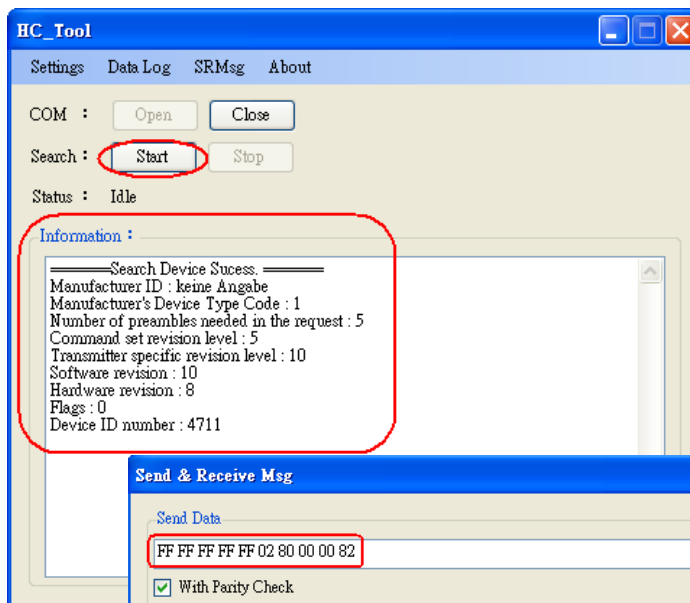 HC_Tool
Settings Data Log SRMsg About
COM : Open Close
Search : Start Stop
Status : Idle
Information :
======Search Device Sucess. ======
Manufacturer ID : keine Angabe
Manufacturer's Device Type Code : 1
Number of preambles needed in the request : 5
Command set revision level : 5
Transmitter specific revision level : 10
Software revision : 10
Hardware revision : 8
Flags : 0
Device ID number : 4711
Send & Receive Msg
Send Data
FF FF FF FF FF 02 80 00 00 82
With Parity Check